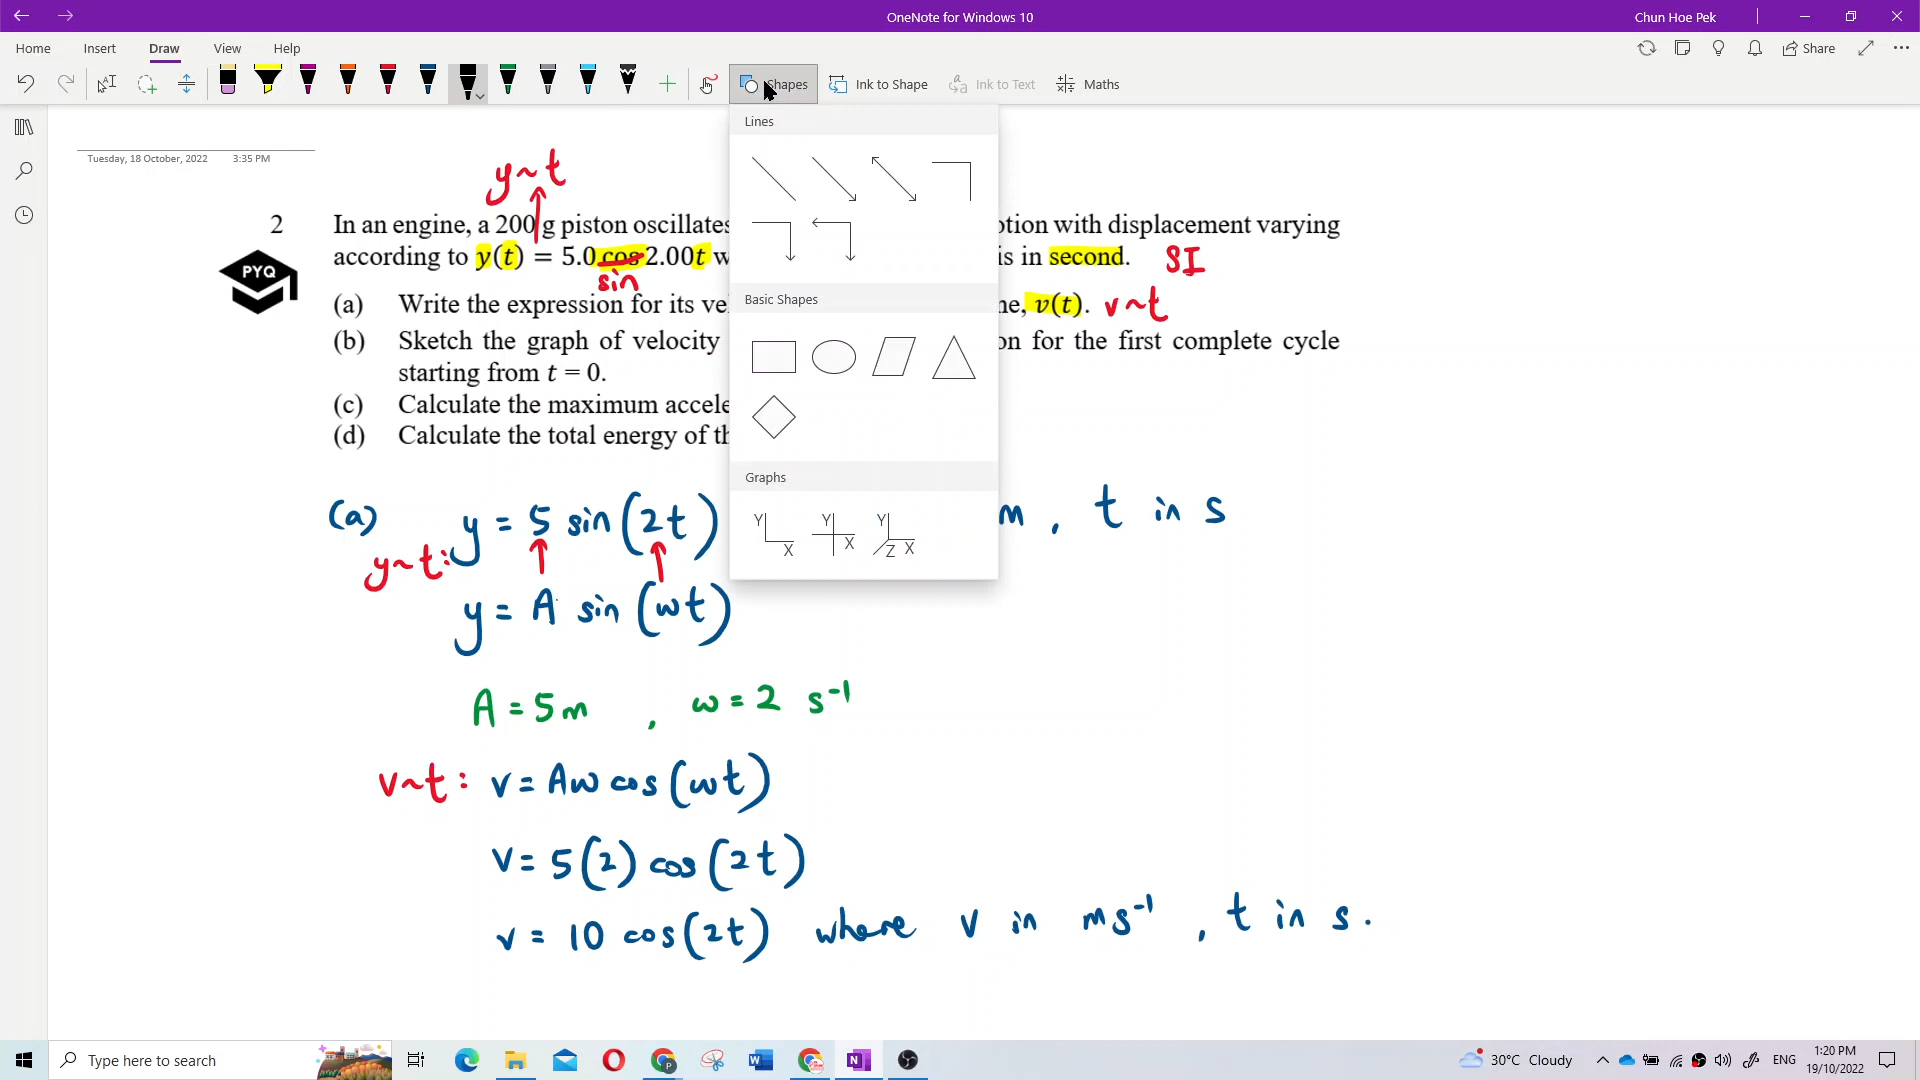 OneNote for Windows 10
Chun Hoe Pek
Home Insert Draw View Help
Share
Shapes Ink to Shape Ink to Text Maths
Lines
Tuesday, 18 October, 2022 3:35 PM
y~t
2 In an engine, a 200 g piston oscillates otion with displacement varying
according to y(t) = 5.0 cos 2.00t w is in second. SI
sin
PYQ
(a) Write the expression for its vel ne, v(t). v~t
(b) Sketch the graph of velocity on for the first complete cycle
starting from t = 0.
(c) Calculate the maximum accele
(d) Calculate the total energy of th
Basic Shapes
Graphs
Y X Y X Y Z X
(a) y = 5 sin (2t) m , t in s
y~t:
y = A sin (ωt)
A = 5m , ω = 2 s⁻¹
v~t: v = Aω cos (ωt)
v = 5(2) cos (2t)
v = 10 cos(2t) where v in ms⁻¹ , t in s.
Type here to search
30°C Cloudy
ENG
1:20 PM
19/10/2022